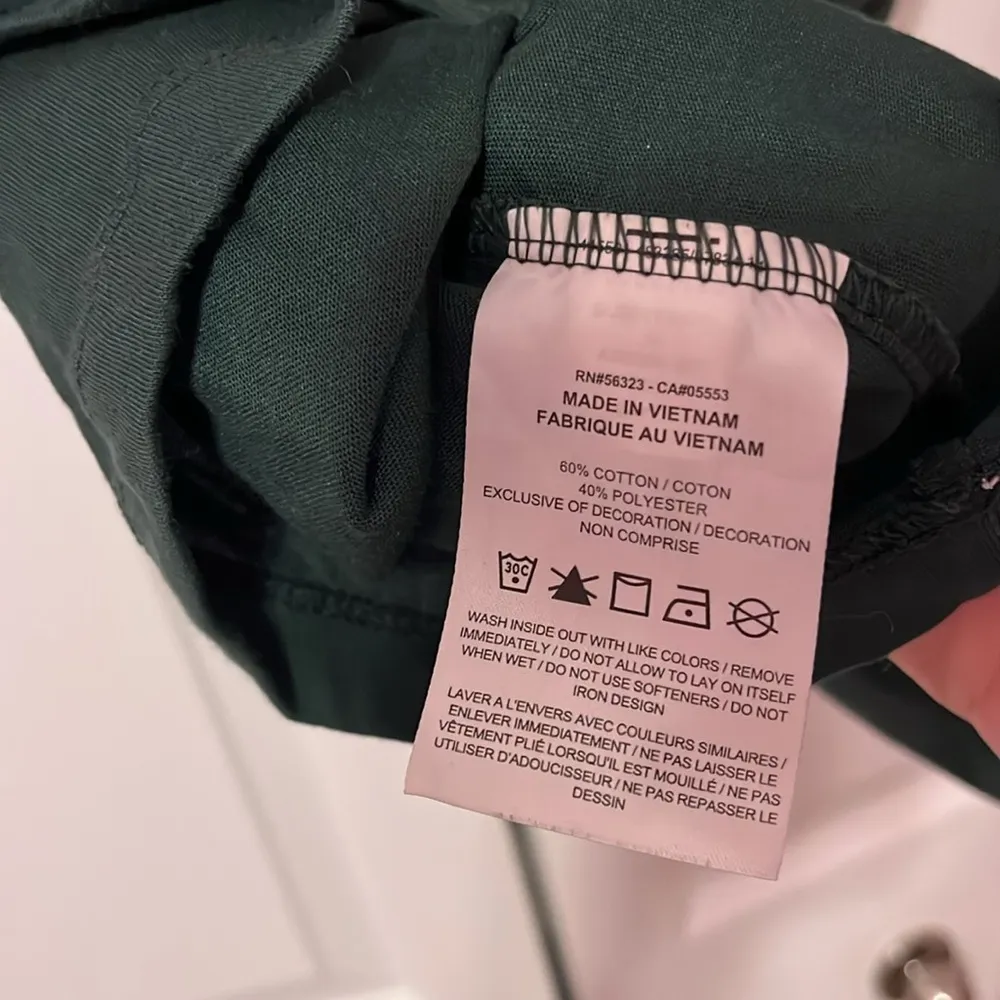 RN#56323 - CA#05553
MADE IN VIETNAM
FABRIQUE AU VIETNAM
60% COTTON / COTON
40% POLYESTER
EXCLUSIVE OF DECORATION / DECORATION
NON COMPRISE
30C
WASH INSIDE OUT WITH LIKE COLORS / REMOVE
IMMEDIATELY / DO NOT ALLOW TO LAY ON ITSELF
WHEN WET / DO NOT USE SOFTENERS / DO NOT
IRON DESIGN
LAVER A L'ENVERS AVEC COULEURS SIMILAIRES /
ENLEVER IMMEDIATEMENT / NE PAS LAISSER LE
VÊTEMENT PLIÉ LORSQU'IL EST MOUILLÉ / NE PAS
UTILISER D'ADOUCISSEUR / NE PAS REPASSER LE
DESSIN